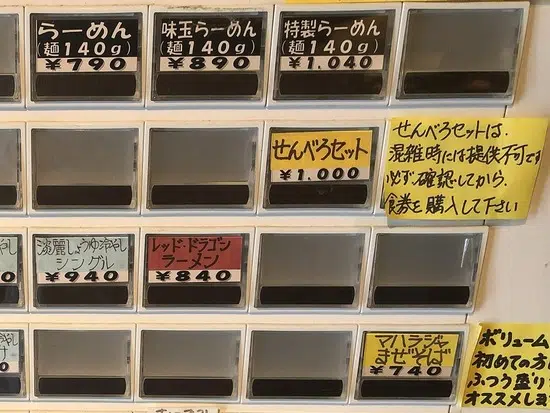 らーめん
(麺140g)
¥790
味玉らーめん
(麺140g)
¥890
特製らーめん
(麺140g)
¥1,040
せんべろセット
¥1,000
せんべろセットは、
混雑時には提供不可です
必ず確認してから、
食券を購入して下さい
淡麗しょうゆ冷やし
シングル
¥940
レッド・ドラゴン
ラーメン
¥840
マハラジャ
まぜそば
¥740
ボリューム
初めての方
ふつう盛り
オススメしま